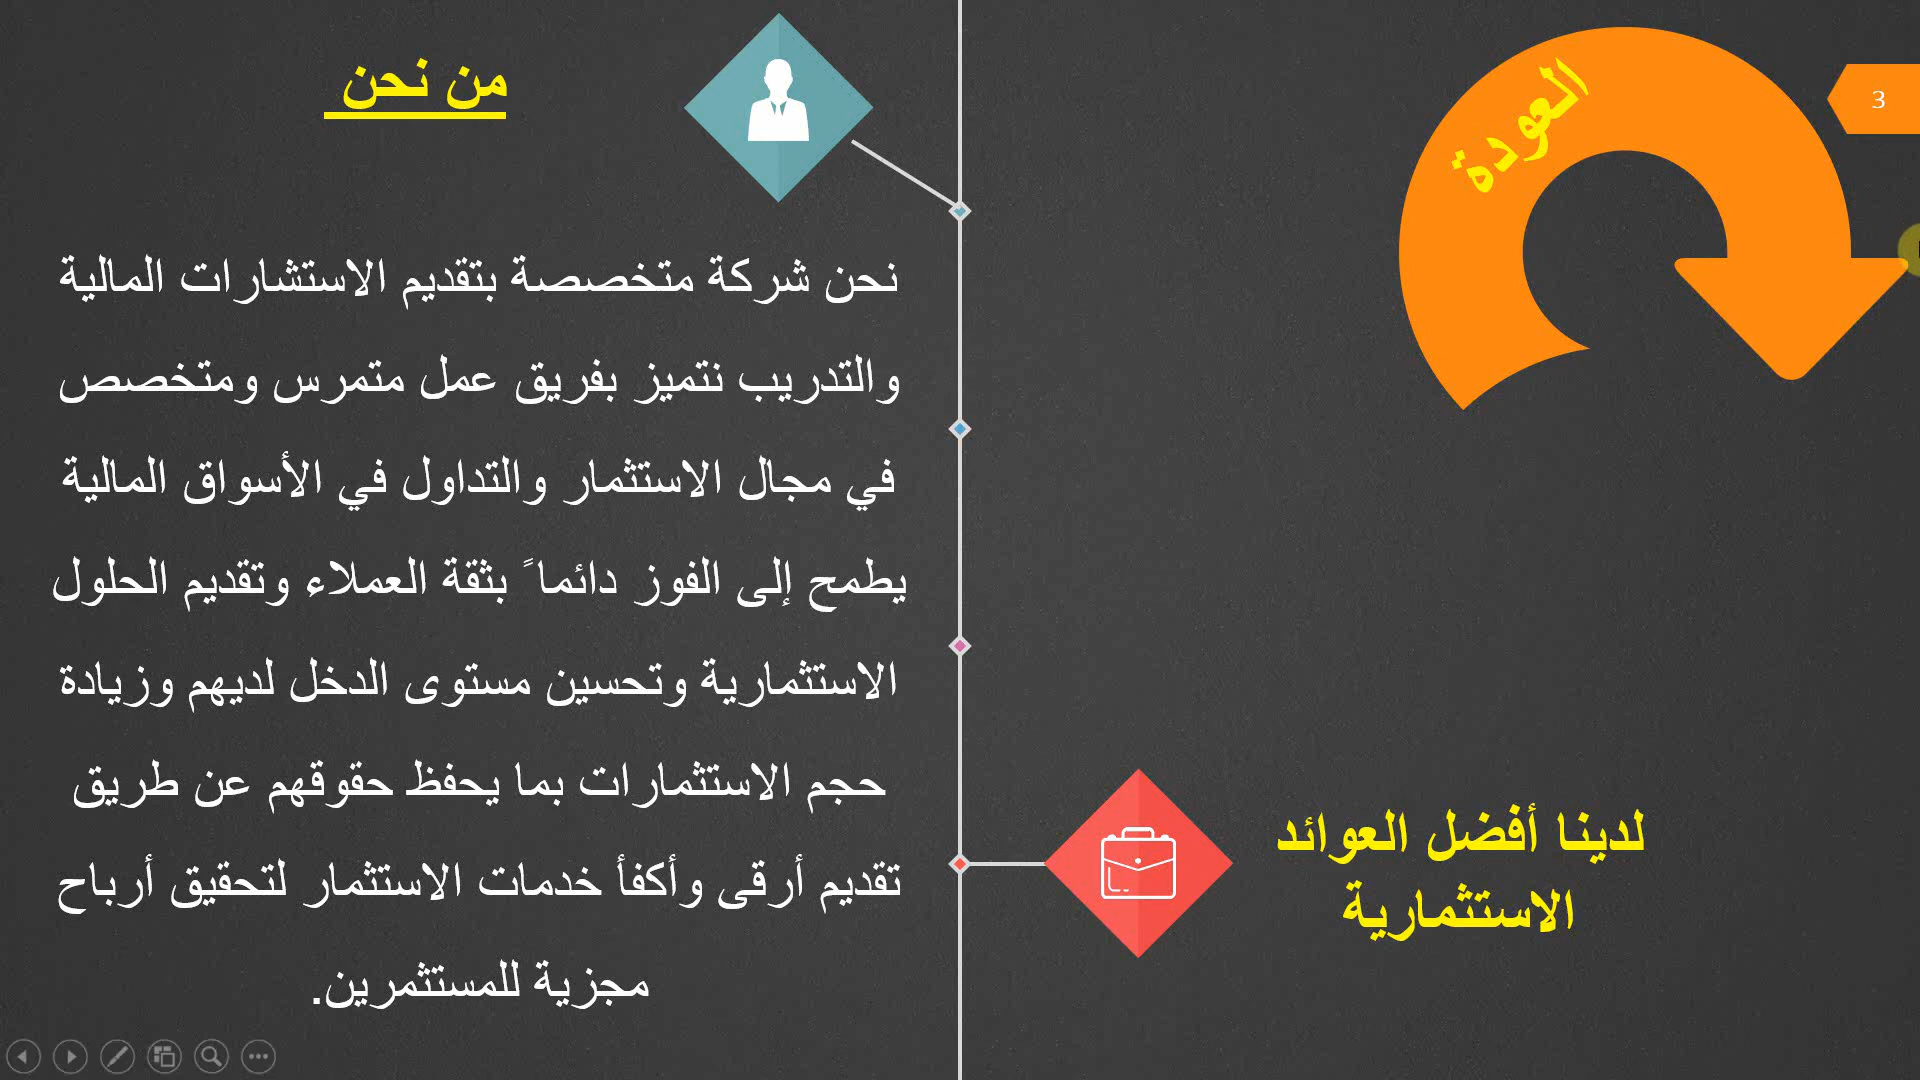 من نحن
نحن شركة متخصصة بتقديم الاستشارات المالية
والتدريب نتميز بفريق عمل متمرس ومتخصص
في مجال الاستثمار والتداول في الأسواق المالية
يطمح إلى الفوز دائما ً بثقة العملاء وتقديم الحلول
الاستثمارية وتحسين مستوى الدخل لديهم وزيادة
حجم الاستثمارات بما يحفظ حقوقهم عن طريق
تقديم أرقى وأكفأ خدمات الاستثمار لتحقيق أرباح
مجزية للمستثمرين.
العودة
3
لدينا أفضل العوائد
الاستثمارية